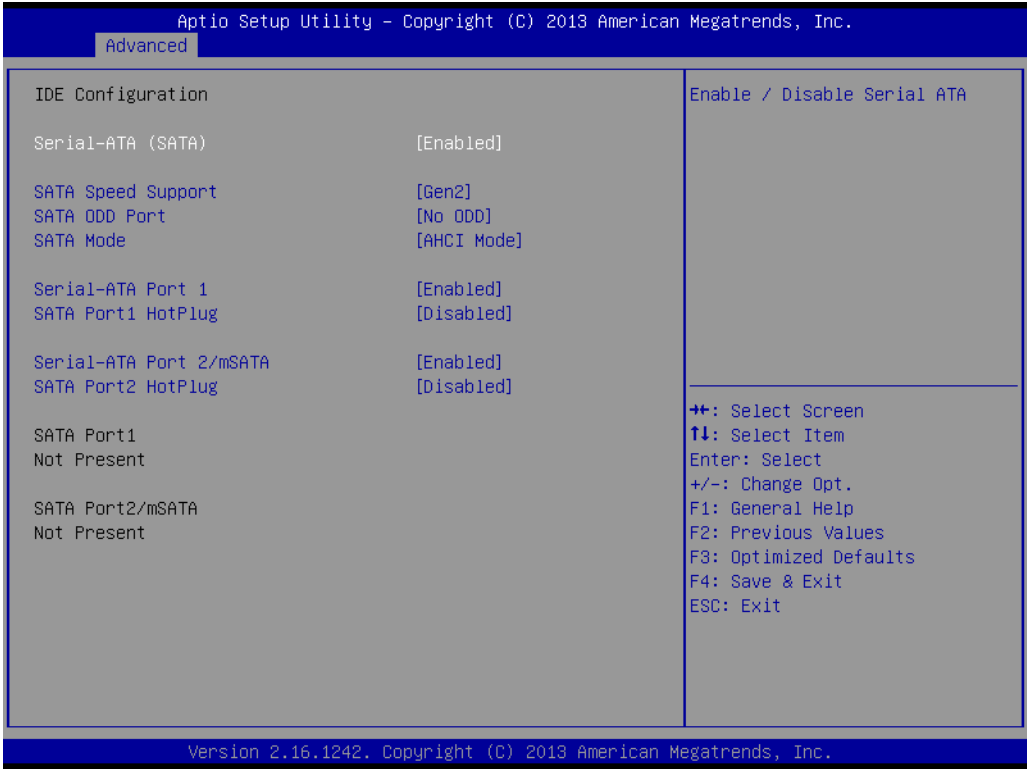 Aptio Setup Utility – Copyright (C) 2013 American Megatrends, Inc.
Advanced
IDE Configuration
Serial-ATA (SATA) [Enabled]
SATA Speed Support [Gen2]
SATA ODD Port [No ODD]
SATA Mode [AHCI Mode]
Serial-ATA Port 1 [Enabled]
SATA Port1 HotPlug [Disabled]
Serial-ATA Port 2/mSATA [Enabled]
SATA Port2 HotPlug [Disabled]
SATA Port1
Not Present
SATA Port2/mSATA
Not Present
Enable / Disable Serial ATA
→←: Select Screen
↑↓: Select Item
Enter: Select
+/-: Change Opt.
F1: General Help
F2: Previous Values
F3: Optimized Defaults
F4: Save & Exit
ESC: Exit
Version 2.16.1242. Copyright (C) 2013 American Megatrends, Inc.